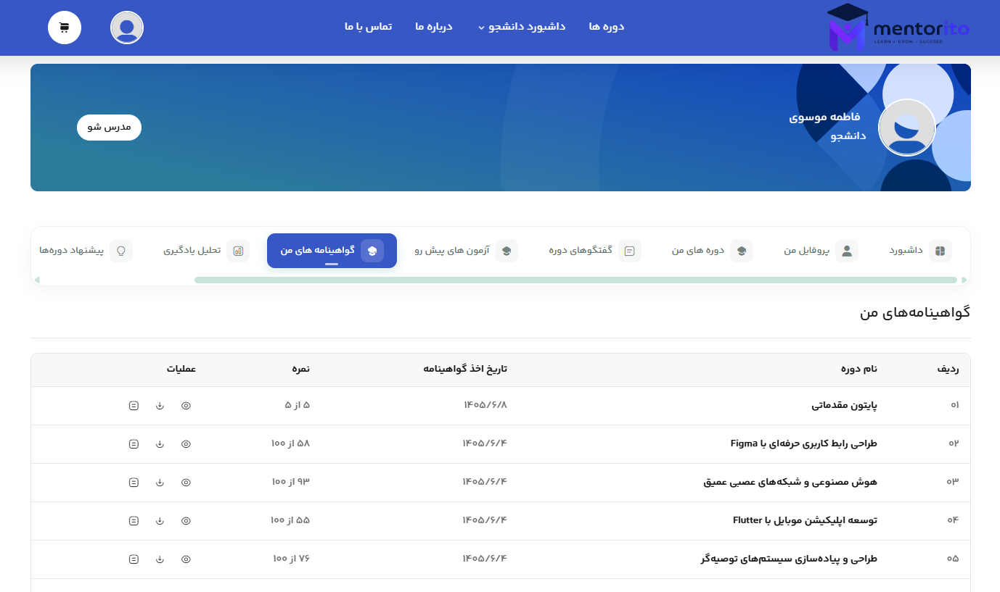 mentorito
LEARN • GROW • SUCCEED
دوره ها
داشبورد دانشجو
درباره ما
تماس با ما
فاطمه موسوی
دانشجو
مدرس شو
داشبورد
پروفایل من
دوره های من
گفتگوهای دوره
آزمون های پیش رو
گواهینامه های من
تحلیل یادگیری
پیشنهاد دوره‌ها
گواهینامه‌های من
ردیف نام دوره تاریخ اخذ گواهینامه نمره عملیات
۰۱ پایتون مقدماتی ۱۴۰۵/۶/۸ ۵ از ۵
۰۲ طراحی رابط کاربری حرفه‌ای با Figma ۱۴۰۵/۶/۴ ۵۸ از ۱۰۰
۰۳ هوش مصنوعی و شبکه‌های عصبی عمیق ۱۴۰۵/۶/۴ ۹۳ از ۱۰۰
۰۴ توسعه اپلیکیشن موبایل با Flutter ۱۴۰۵/۶/۴ ۵۵ از ۱۰۰
۰۵ طراحی و پیاده‌سازی سیستم‌های توصیه‌گر ۱۴۰۵/۶/۴ ۷۶ از ۱۰۰